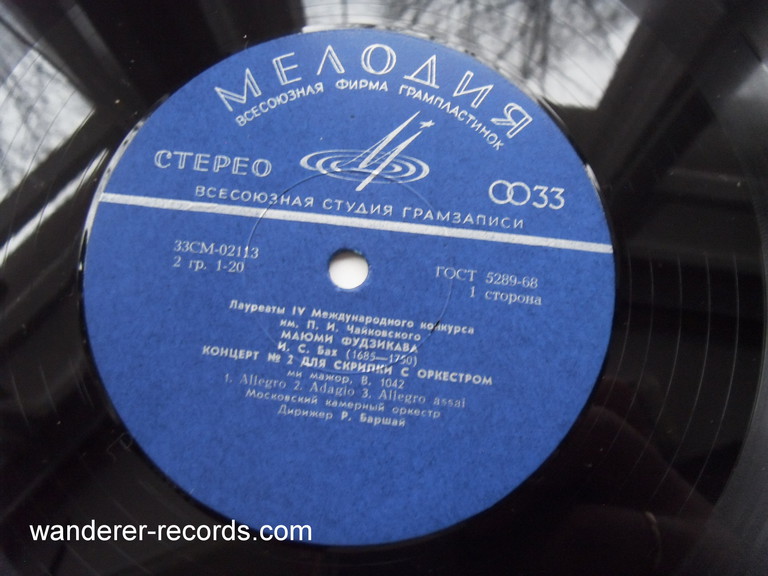 МЕЛОДИЯ
ВСЕСОЮЗНАЯ ФИРМА ГРАМПЛАСТИНОК
СТЕРЕО
33
ВСЕСОЮЗНАЯ СТУДИЯ ГРАМЗАПИСИ
33СМ-02113
2 гр. 1-20
ГОСТ 5289-68
1 сторона
Лауреаты IV Международного конкурса
им. П. И. Чайковского
МАЮМИ ФУДЗИКАВА
И. С. Бах (1685—1750)
КОНЦЕРТ № 2 ДЛЯ СКРИПКИ С ОРКЕСТРОМ
ми мажор, В. 1042
1. Allegro 2. Adagio 3. Allegro assai
Московский камерный оркестр
Дирижер Р. Баршай
wanderer-records.com